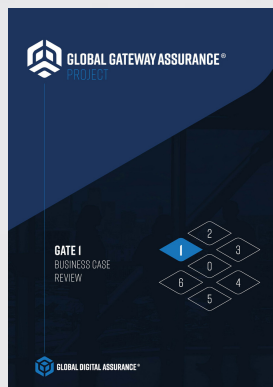 GLOBAL GATEWAY ASSURANCE®
PROJECT
GATE 1
BUSINESS CASE
REVIEW
2
1
3
0
6
4
5
GLOBAL DIGITAL ASSURANCE®